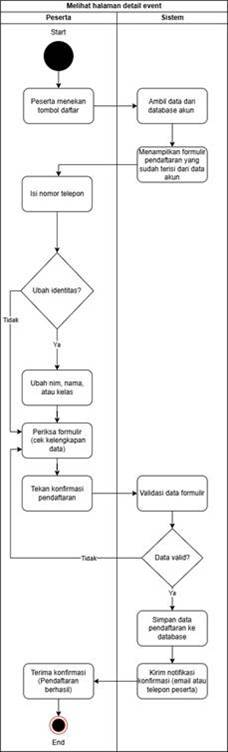 Melihat halaman detail event
Peserta
Sistem
Start
Peserta menekan
tombol daftar
Ambil data dari
database akun
Menampilkan formulir
pendaftaran yang
sudah terisi dari data
akun
Isi nomor telepon
Ubah identitas?
Tidak
Ya
Ubah nim, nama,
atau kelas
Periksa formulir
(cek kelengkapan
data)
Tekan konfirmasi
pendaftaran
Validasi data formulir
Data valid?
Tidak
Ya
Simpan data
pendaftaran ke
database
Kirim notifikasi
konfirmasi (email atau
telepon peserta)
Terima konfirmasi
(Pendaftaran
berhasil)
End